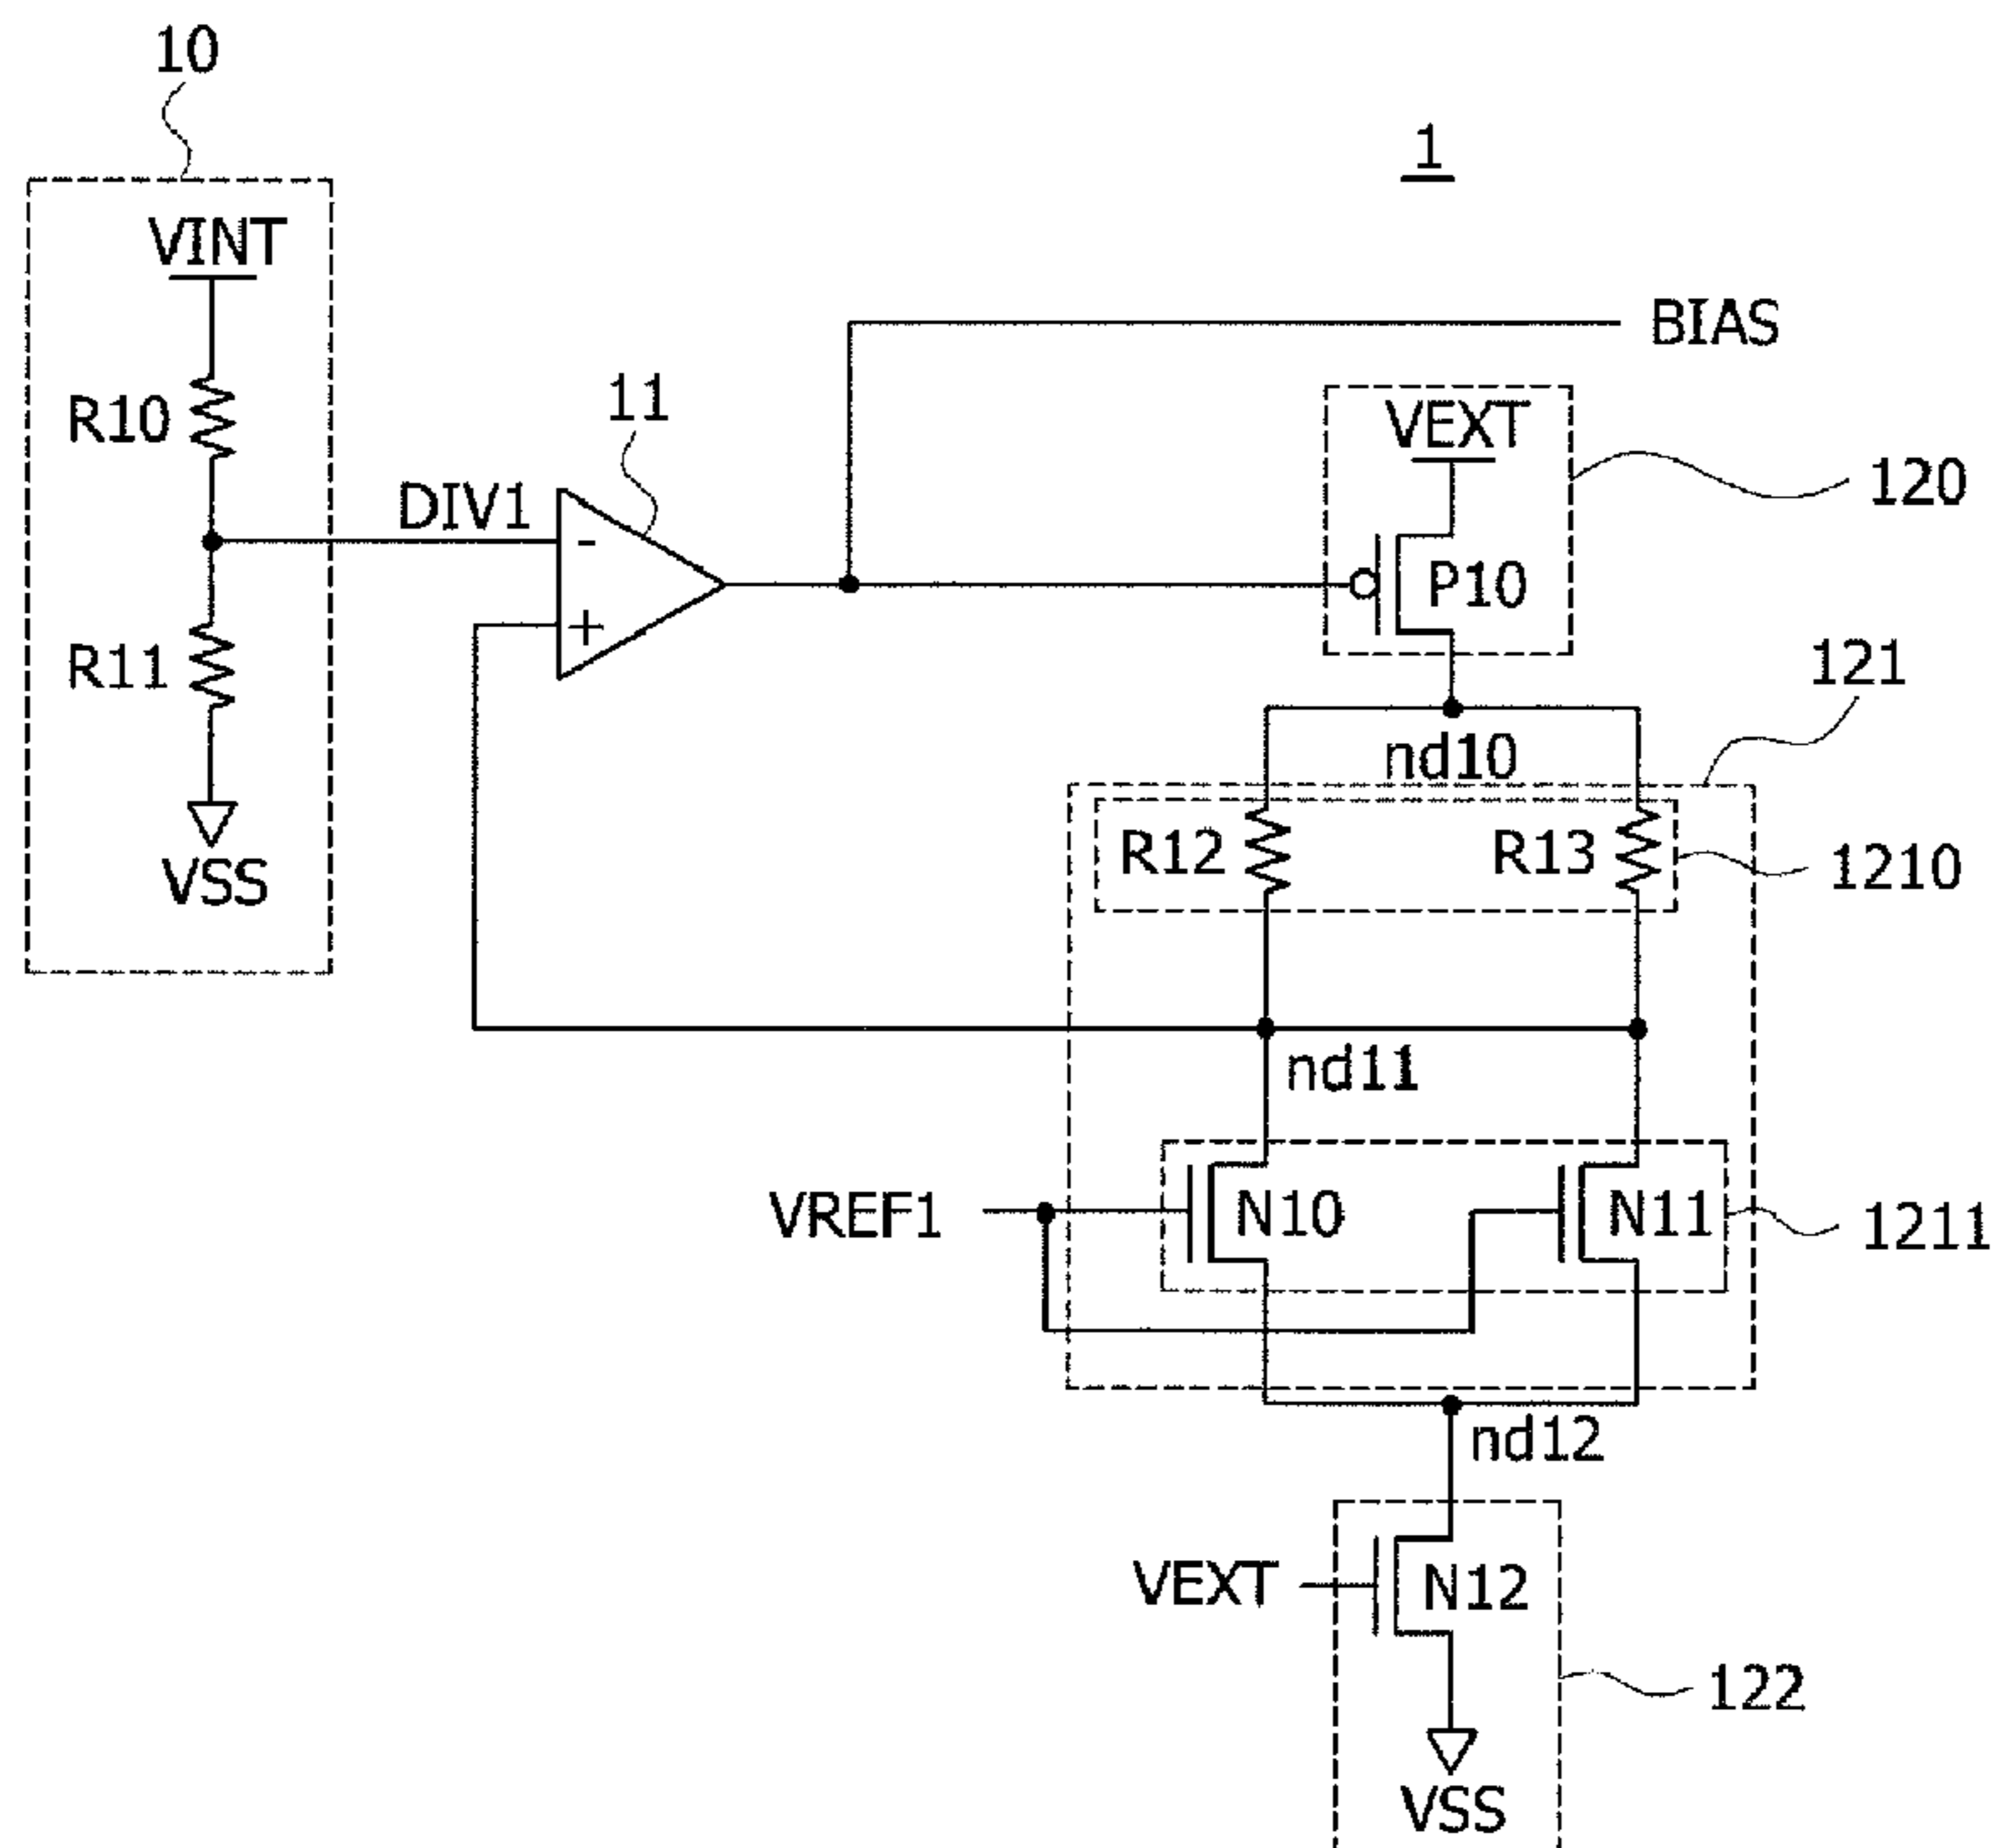 10
1
VINT
BIAS
R10
11
VEXT
120
DIV1
-
P10
+
R11
121
nd10
VSS
R12
R13
1210
nd11
VREF1
N10
N11
1211
nd12
VEXT
N12
122
VSS